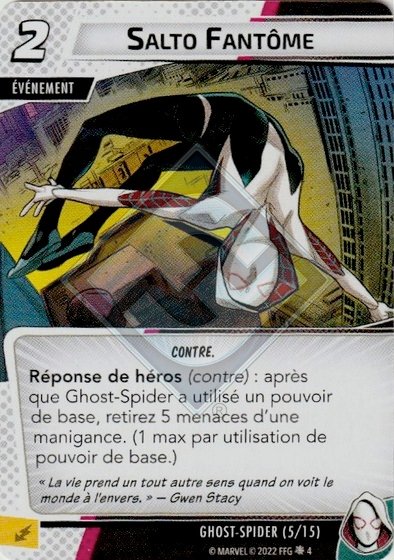 2
SALTO FANTÔME
ÉVÉNEMENT
CONTRE.
Réponse de héros (contre) : après
que Ghost-Spider a utilisé un pouvoir
de base, retirez 5 menaces d'une
manigance. (1 max par utilisation de
pouvoir de base.)
« La vie prend un tout autre sens quand on voit le
monde à l'envers. » — Gwen Stacy
GHOST-SPIDER (5/15)
© MARVEL © 2022 FFG 4
®